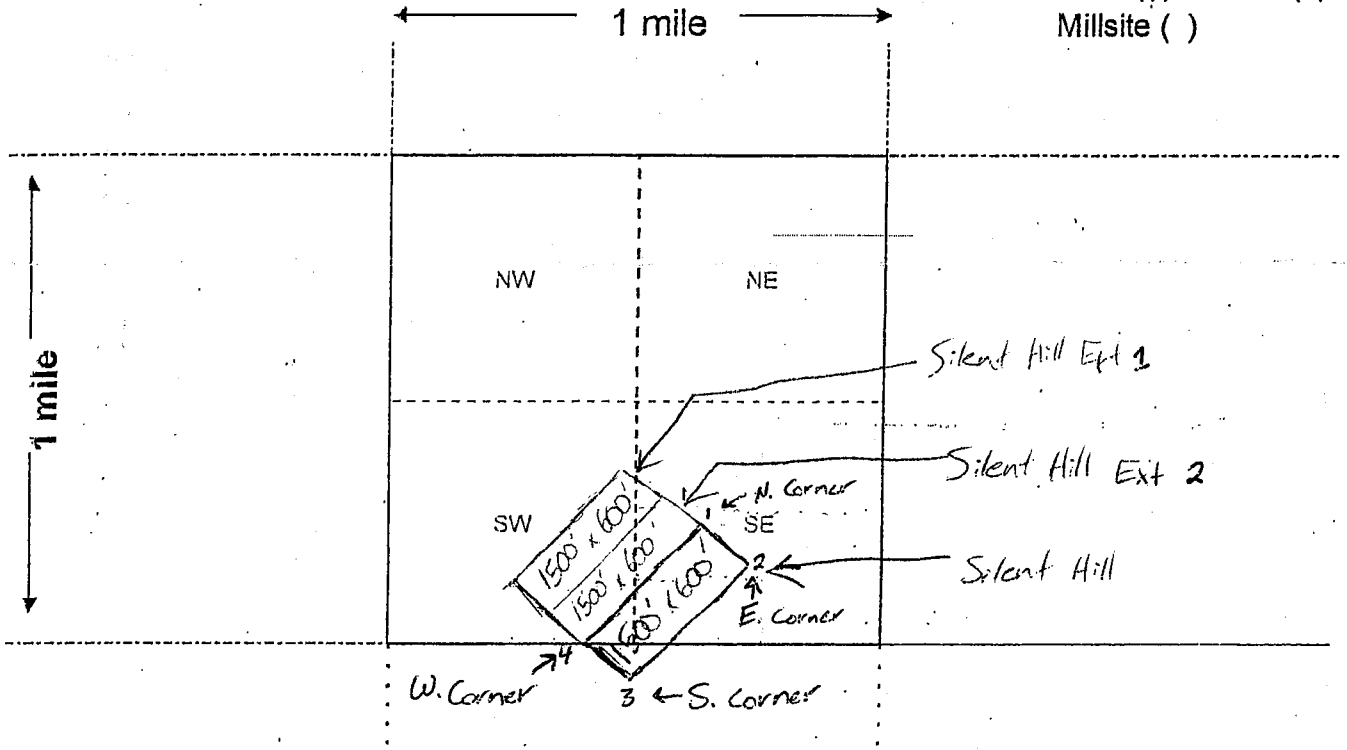 1 mile
Millsite ( )
NW
NE
1 mile
Silent Hill Ext 1
Silent Hill Ext 2
1
N. Corner
1
SW
SE
1500' x 600'
1500' x 600'
1500' x 600'
2
Silent Hill
E. Corner
4
W. Corner
3
S. Corner